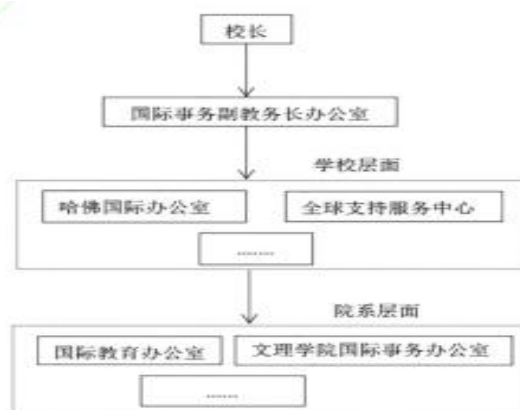 校长
国际事务副教务长办公室
学校层面
哈佛国际办公室
全球支持服务中心
......
院系层面
国际教育办公室
文理学院国际事务办公室
......